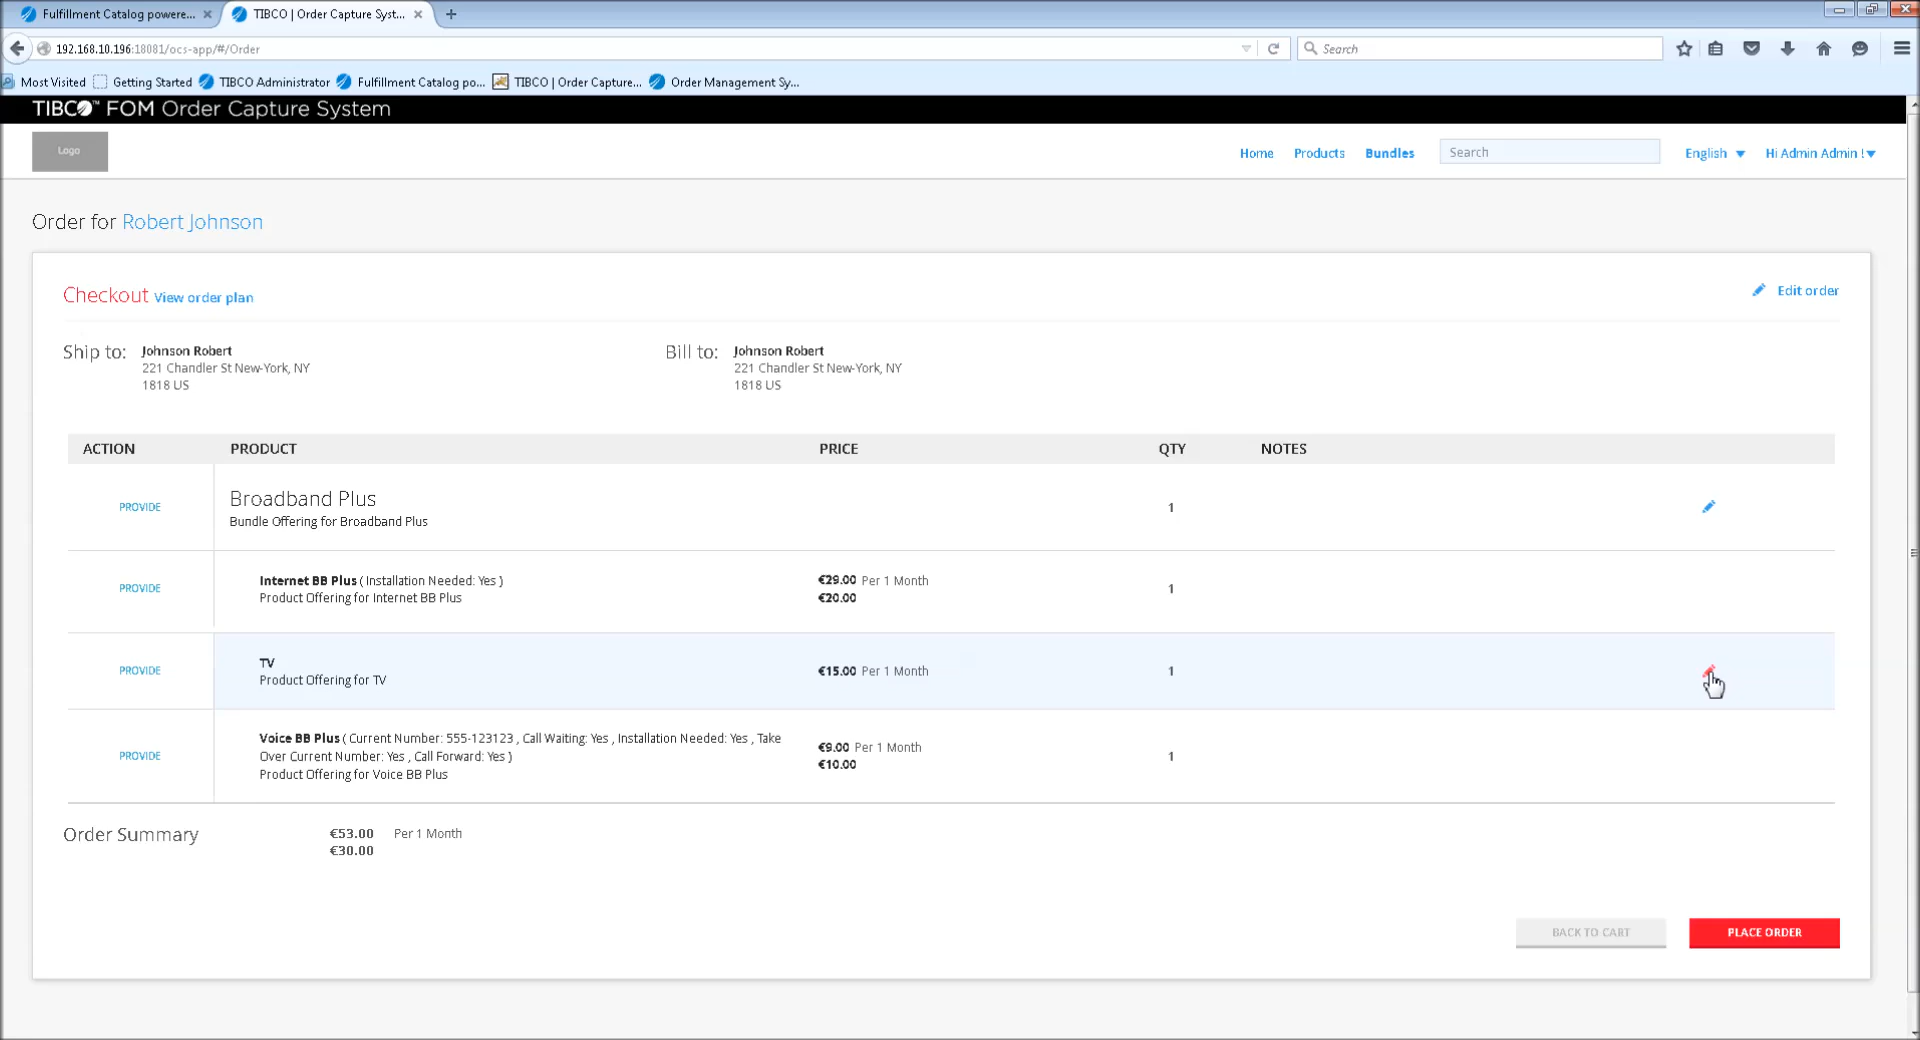 Fulfillment Catalog powere...
TIBCO | Order Capture Syst...
192.168.10.196:18081/ocs-app/#/Order
Search
Most Visited
Getting Started
TIBCO Administrator
Fulfillment Catalog po...
TIBCO | Order Capture...
Order Management Sy...
TIBCO™ FOM Order Capture System
Logo
Home
Products
Bundles
Search
English
Hi Admin Admin !
Order for Robert Johnson
Checkout View order plan
Edit order
Ship to: Johnson Robert
221 Chandler St New-York, NY
1818 US
Bill to: Johnson Robert
221 Chandler St New-York, NY
1818 US
ACTION PRODUCT PRICE QTY NOTES
PROVIDE
Broadband Plus
Bundle Offering for Broadband Plus
1
PROVIDE
Internet BB Plus ( Installation Needed: Yes )
Product Offering for Internet BB Plus
€29.00 Per 1 Month
€20.00
1
PROVIDE
TV
Product Offering for TV
€15.00 Per 1 Month
1
PROVIDE
Voice BB Plus ( Current Number: 555-123123 , Call Waiting: Yes , Installation Needed: Yes , Take
Over Current Number: Yes , Call Forward: Yes )
Product Offering for Voice BB Plus
€9.00 Per 1 Month
€10.00
1
Order Summary
€53.00 Per 1 Month
€30.00
BACK TO CART
PLACE ORDER